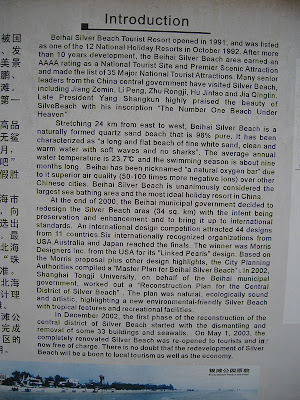 Introduction
Beihai Silver Beach Tourist Resort opened in 1991, and was listed
as one of the 12 National Holiday Resorts in October 1992. After more
than 10 years development, the Beihai Silver Beach area earned an
AAAA rating as a National Tourist Site and Premier Scenic Attraction
and made the list of 35 Major National Tourist Attractions. Many senior
leaders from the China central government have visited Silver Beach,
including Jiang Zemin, Li Peng, Zhu Rongji, Hu Jintao and Jia Qinglin.
Late President Yang Shangkun highly praised the beauty of
SilverBeach with his inscription "The Number One Beach Under
Heaven"
Stretching 24 km from east to west, Beihai Silver Beach is a
naturally formed quartz sand beach that is 98% pure. It has been
characterized as "a long and flat beach of fine white sand, clean and
warm water with soft waves and no sharks". The average annual
water temperature is 23.7℃ and the swimming season is about nine
months long. Beihai has been nicknamed "a natural oxygen bar" due
to it superior air quality (50-100 times more negative ions) over other
Chinese cities. Beihai Silver Beach is unanimously considered the
largest sea bathing area and the most ideal holiday resort in China.
At the end of 2000, the Beihai municipal government decided to
redesign the Silver Beach area (34 sq. km) with the intent being
preservation and enhancement and to bring it up to international
standards. An international design competition attracted 44 designs
from 11 countries Six internationally recognized organizations from
USA Australia and Japan reached the finals. The winner was Morris
Designers Inc. from the USA for its "Linked Pearls" design. Based on
the Morris proposal plus other design highlights, the City Planning
Authorities compiled a "Master Plan for Beihai Silver Beach". In 2002,
Shanghai Tongji University, on behalf of the Beihai municipal
government, worked out a "Reconstruction Plan for the Central
District of Silver Beach". The plan was natural, ecologically sound
and artistic, highlighting a new environmental-friendly Silver Beach
with tropical features and recreational facilities.
In December 2002, the first phase of the reconstruction of the
central district of Silver Beach started with the dismantling and
removal of some 33 buildings and seawalls. On May 1, 2003, the
completely renovated Silver Beach was re-opened to tourists and is
now free of charge. There is no doubt that the redevelopment of Silver
Beach will be a boon to local tourism as well as the economy.